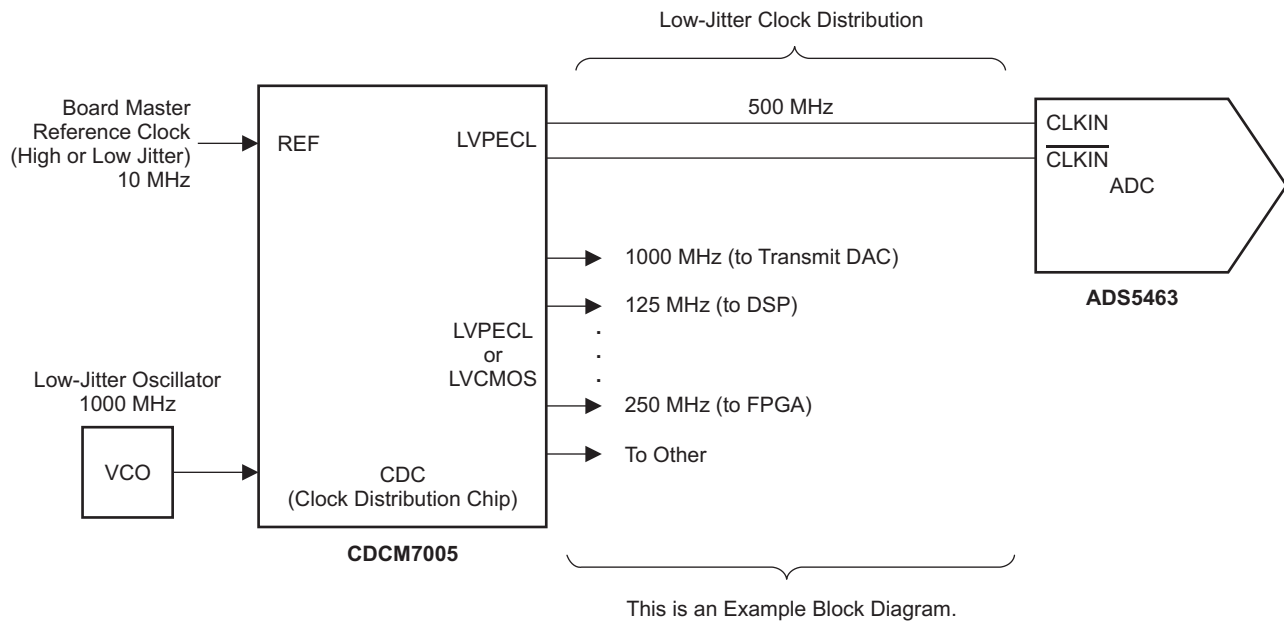 Low-Jitter Clock Distribution
Board Master
Reference Clock
(High or Low Jitter)
10 MHz
REF
LVPECL
500 MHz
CLKIN
CLKIN
ADC
ADS5463
1000 MHz (to Transmit DAC)
125 MHz (to DSP)
LVPECL
or
LVCMOS
.
.
.
250 MHz (to FPGA)
To Other
Low-Jitter Oscillator
1000 MHz
VCO
CDC
(Clock Distribution Chip)
CDCM7005
This is an Example Block Diagram.